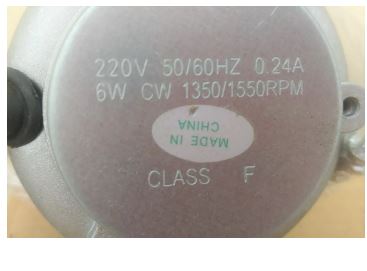 220V 50/60HZ 0.24A
6W CW 1350/1550RPM
MADE IN
CHINA
CLASS F